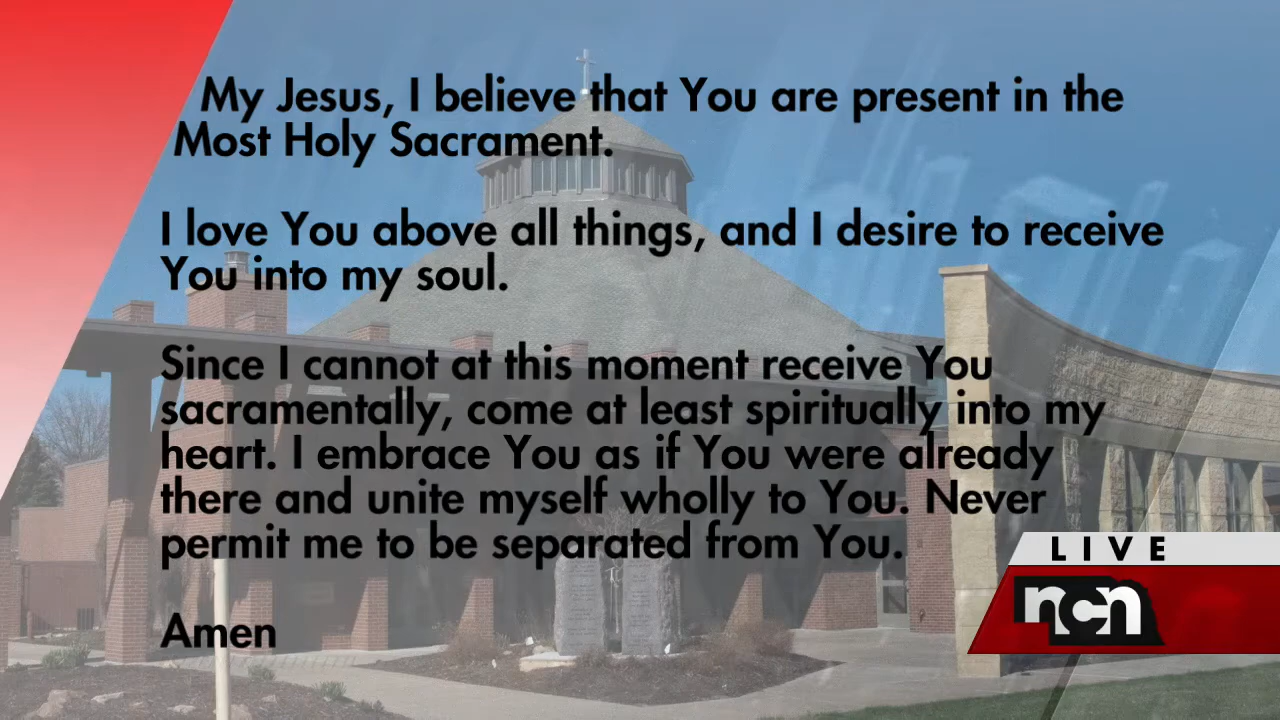 My Jesus, I believe that You are present in the
Most Holy Sacrament.
I love You above all things, and I desire to receive
You into my soul.
Since I cannot at this moment receive You
sacramentally, come at least spiritually into my
heart. I embrace You as if You were already
there and unite myself wholly to You. Never
permit me to be separated from You.
Amen
LIVE
ncn